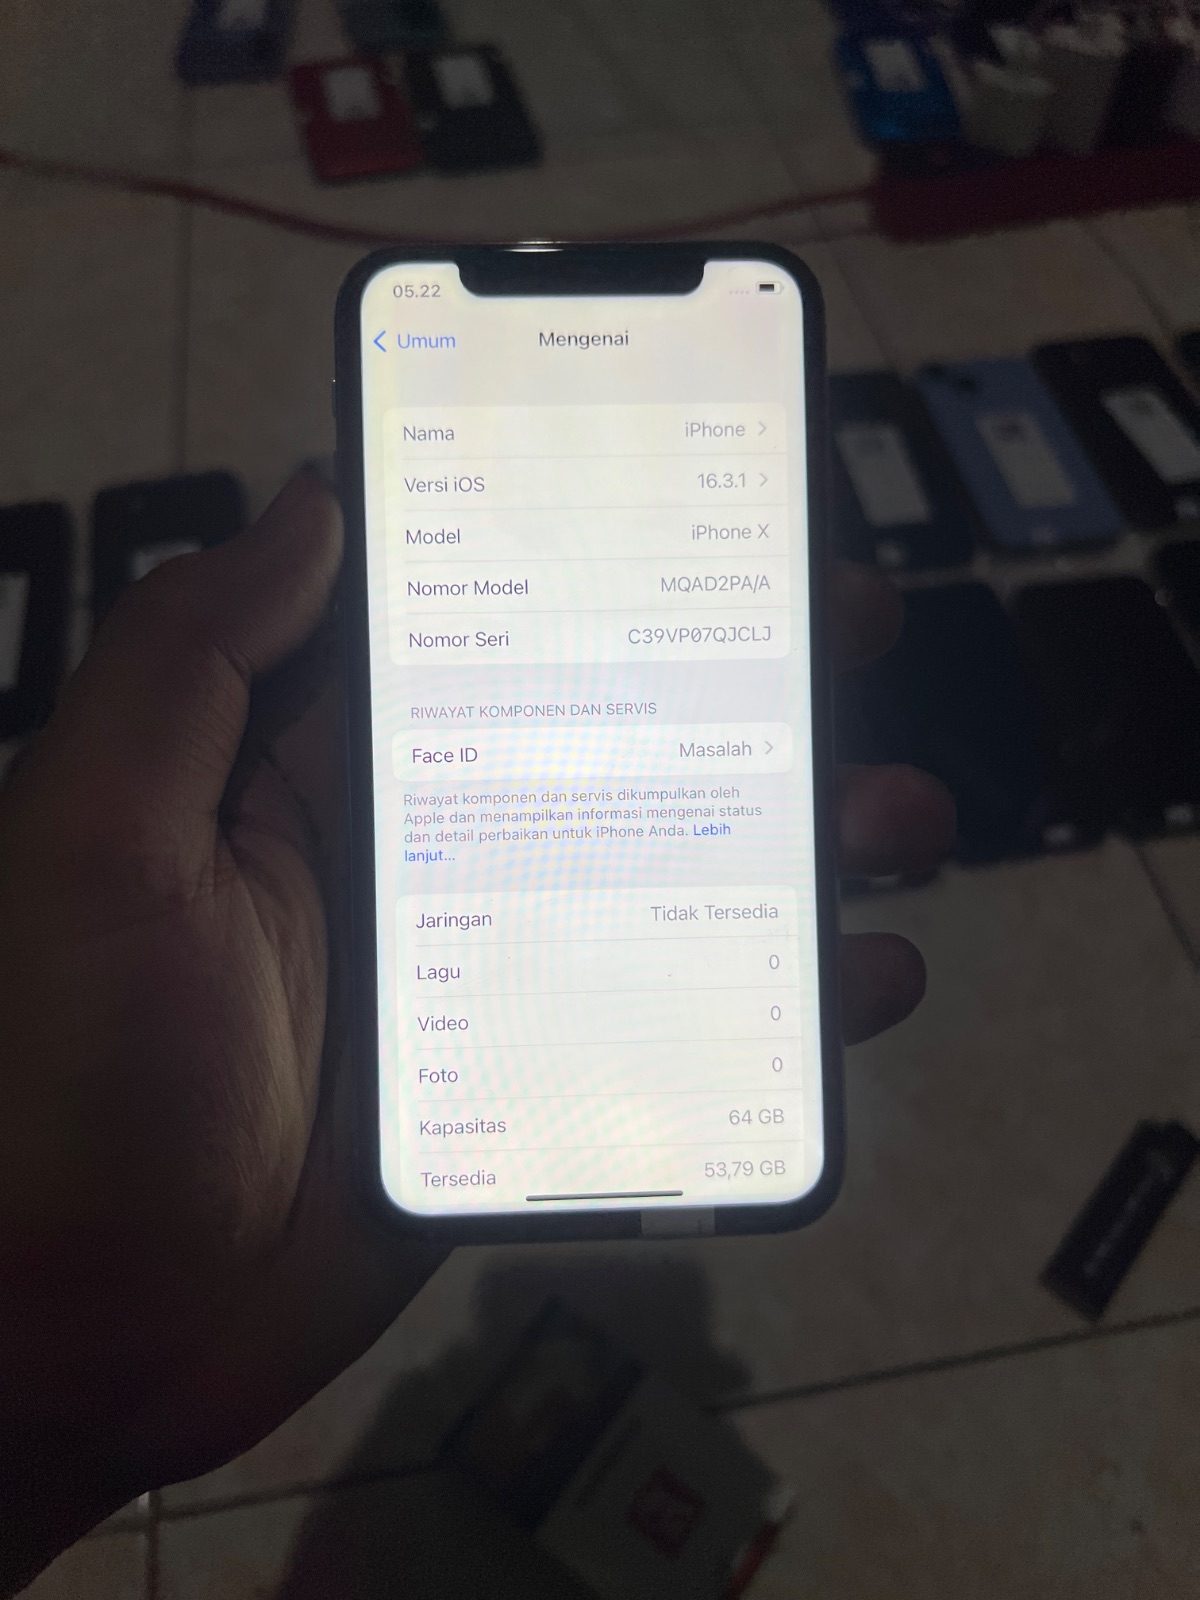 05.22
Umum
Mengenai
Nama iPhone
Versi iOS 16.3.1
Model iPhone X
Nomor Model MQAD2PA/A
Nomor Seri C39VP07QJCLJ
RIWAYAT KOMPONEN DAN SERVIS
Face ID Masalah
Riwayat komponen dan servis dikumpulkan oleh
Apple dan menampilkan informasi mengenai status
dan detail perbaikan untuk iPhone Anda. Lebih
lanjut...
Jaringan Tidak Tersedia
Lagu 0
Video 0
Foto 0
Kapasitas 64 GB
Tersedia 53,79 GB